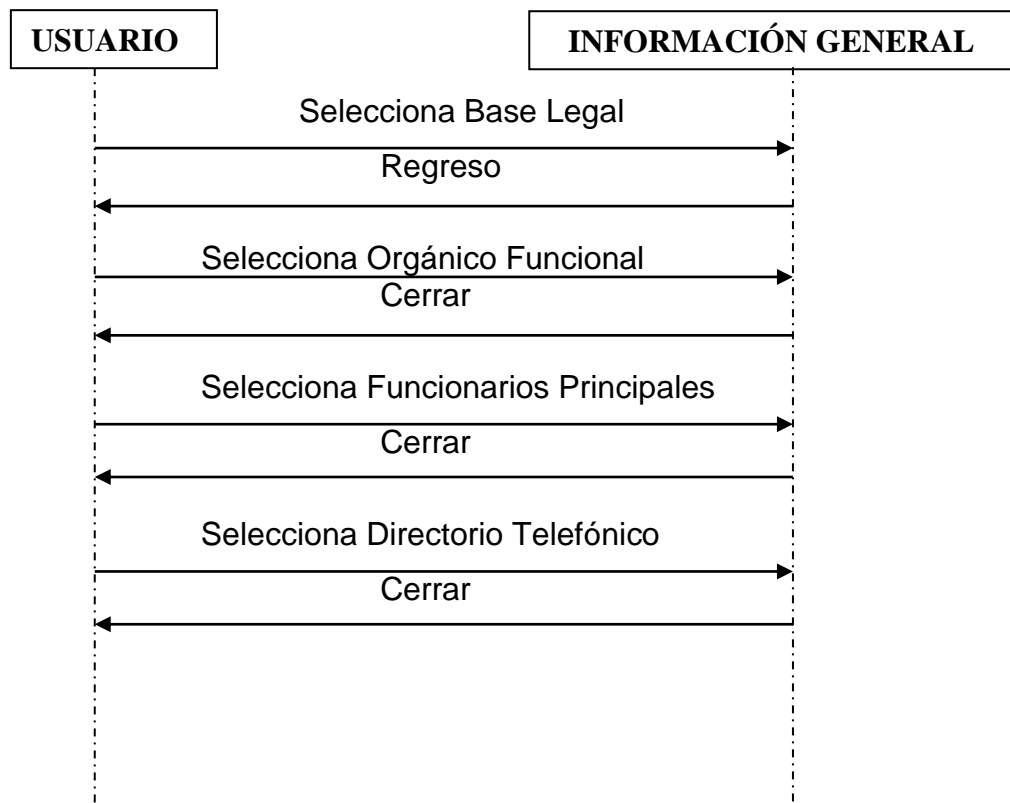 USUARIO
INFORMACIÓN GENERAL
Selecciona Base Legal
Regreso
Selecciona Orgánico Funcional
Cerrar
Selecciona Funcionarios Principales
Cerrar
Selecciona Directorio Telefónico
Cerrar